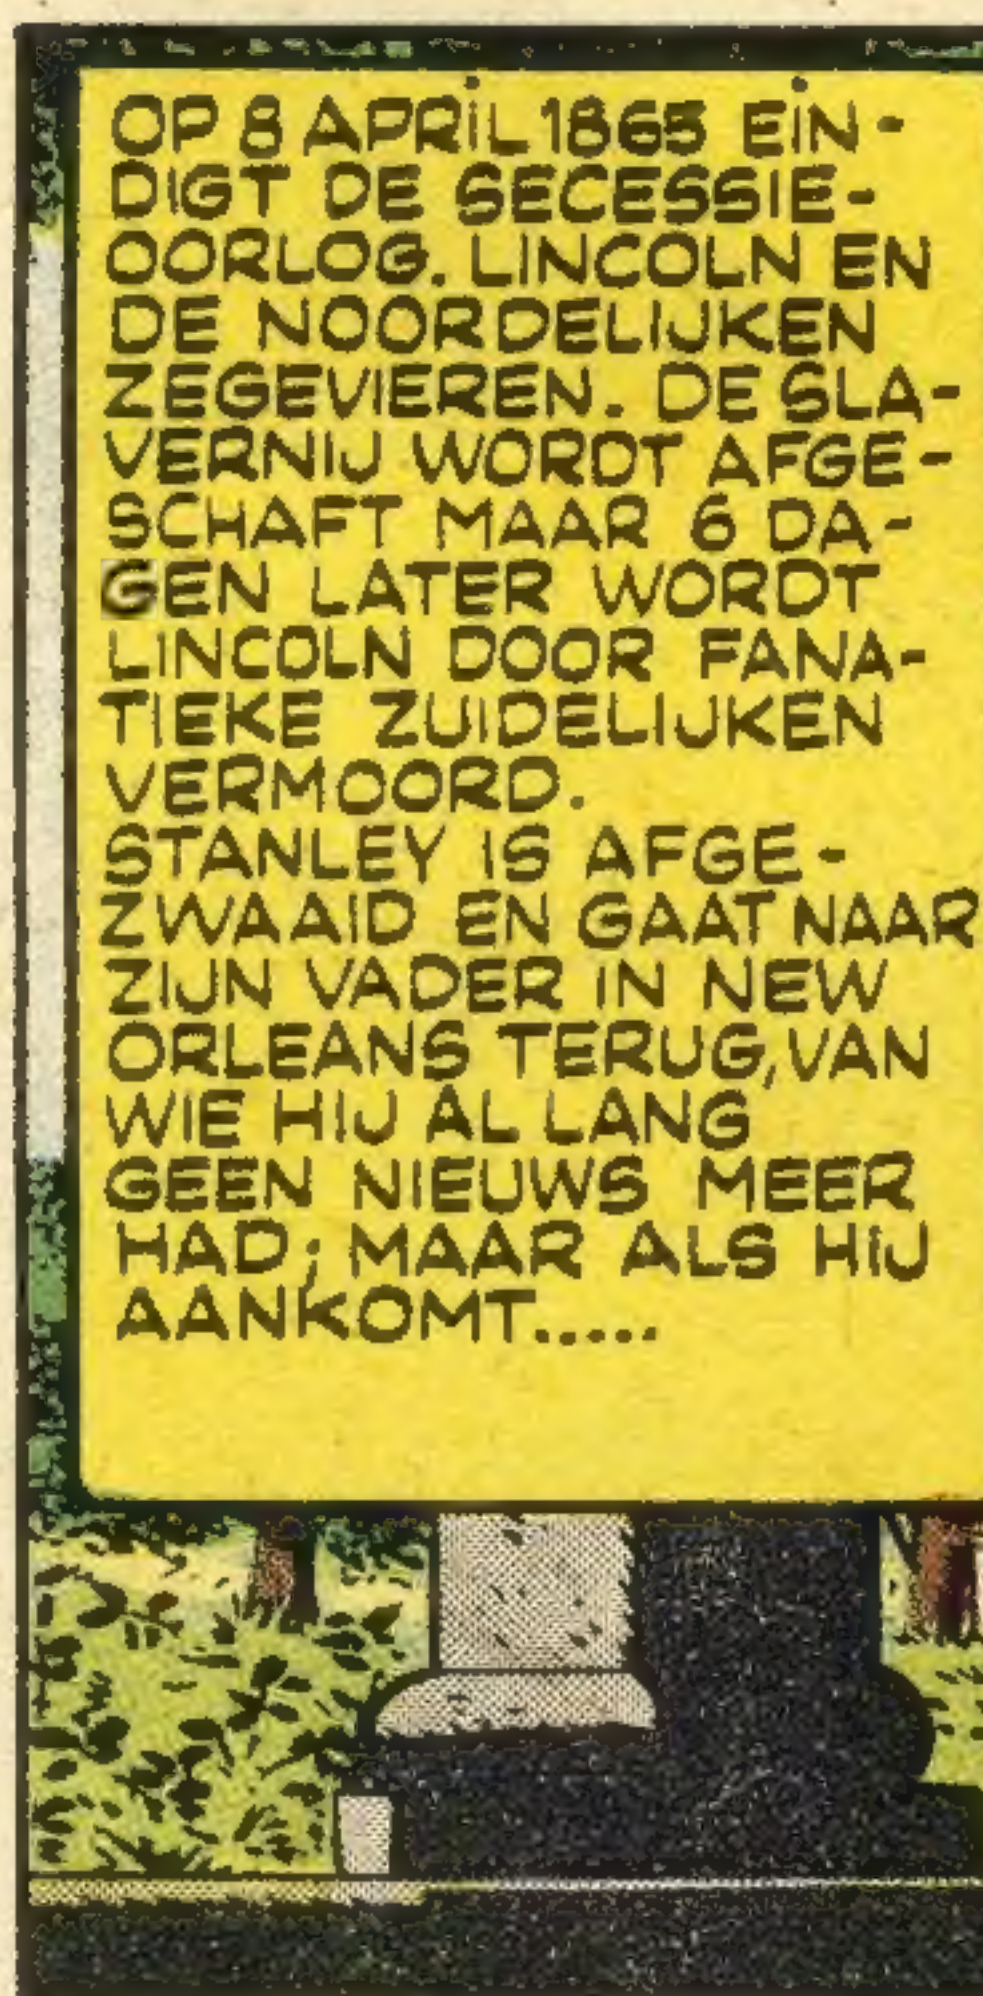 OP 8 APRIL 1865 EIN-
DIGT DE SECESSIE-
OORLOG. LINCOLN EN
DE NOORDELIJKEN
ZEGEVIEREN. DE SLA-
VERNIJ WORDT AFGE-
SCHAFT MAAR 6 DA-
GEN LATER WORDT
LINCOLN DOOR FANA-
TIEKE ZUIDELIJKEN
VERMOORD.
STANLEY IS AFGE-
ZWAAID EN GAAT NAAR
ZIJN VADER IN NEW
ORLEANS TERUG, VAN
WIE HIJ AL LANG
GEEN NIEUWS MEER
HAD; MAAR ALS HIJ
AANKOMT.....